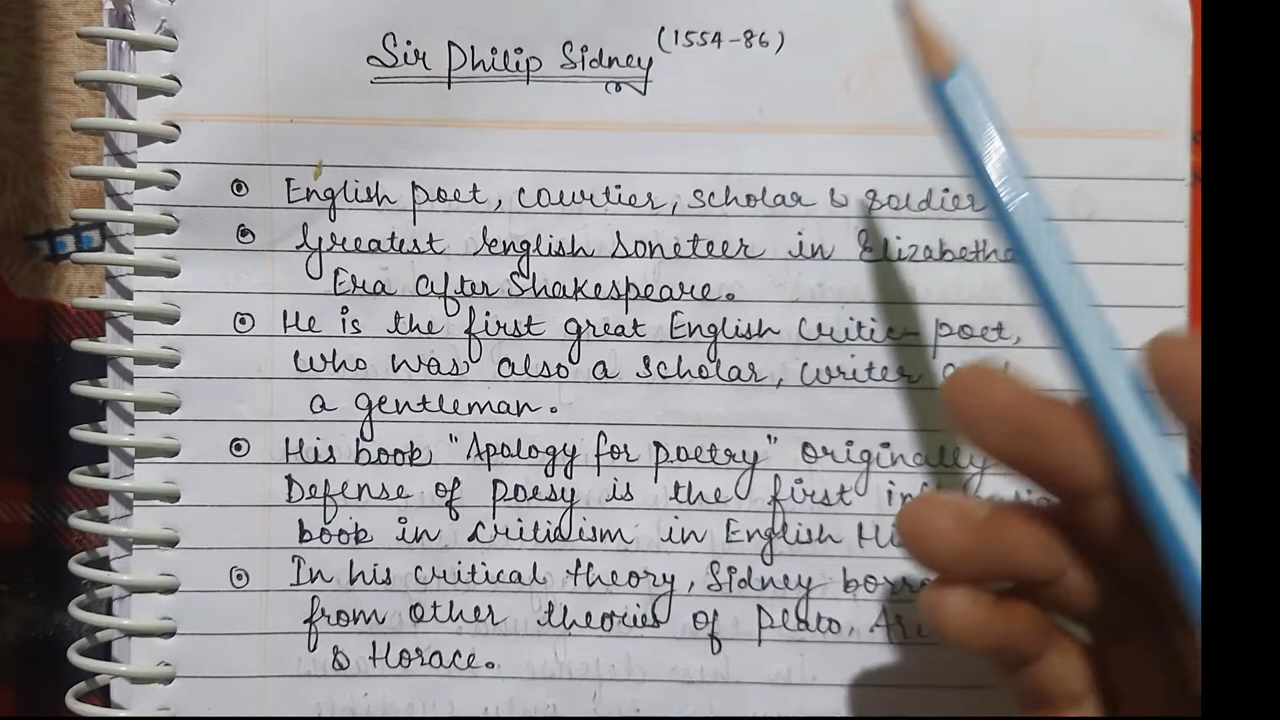 Sir Philip Sidney (1554-86)
English poet, courtier, scholar & soldier
Greatest English Soneteer in
Era after Shakespeare.
He is the first great English critic-poet,
who was also a scholar, writer
a gentleman.
His book "Apology for poetry" originally
Defense of poesy is the first
book in criticism in English
In his critical theory, Sidney
from other theories of Plato,
& Horace.